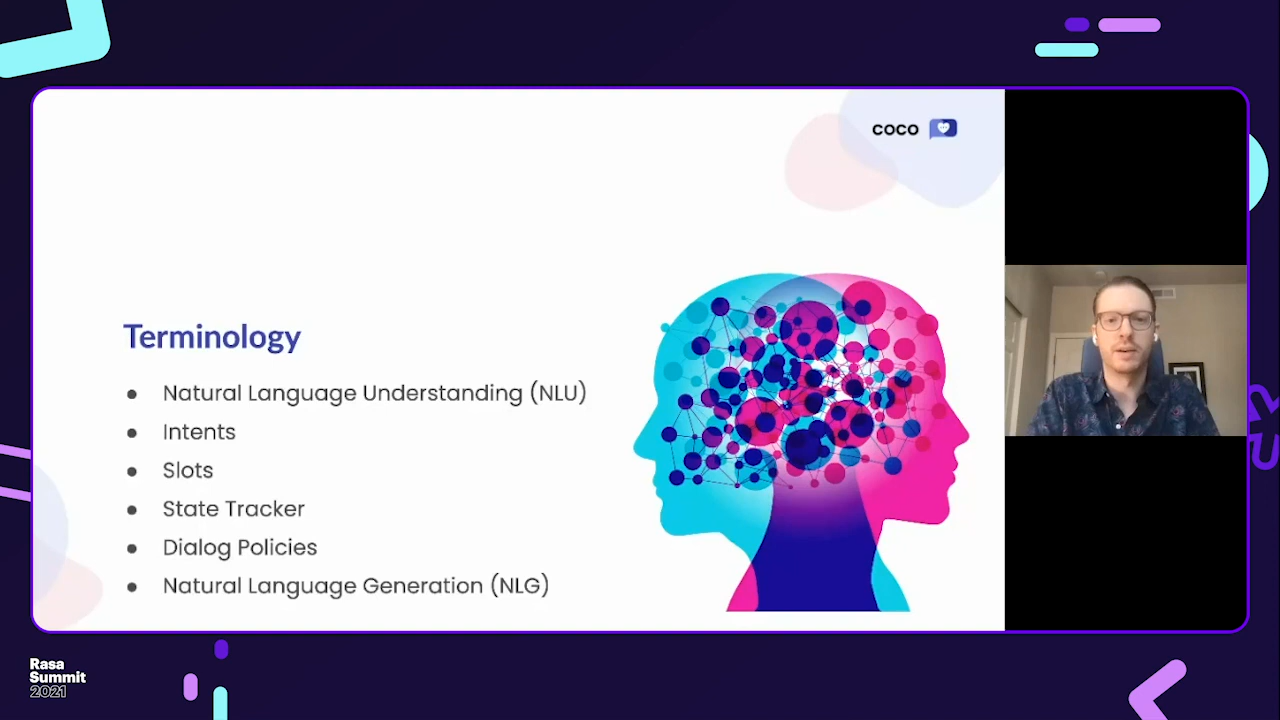 coco
Terminology
Natural Language Understanding (NLU)
Intents
Slots
State Tracker
Dialog Policies
Natural Language Generation (NLG)
Rasa
Summit
2021